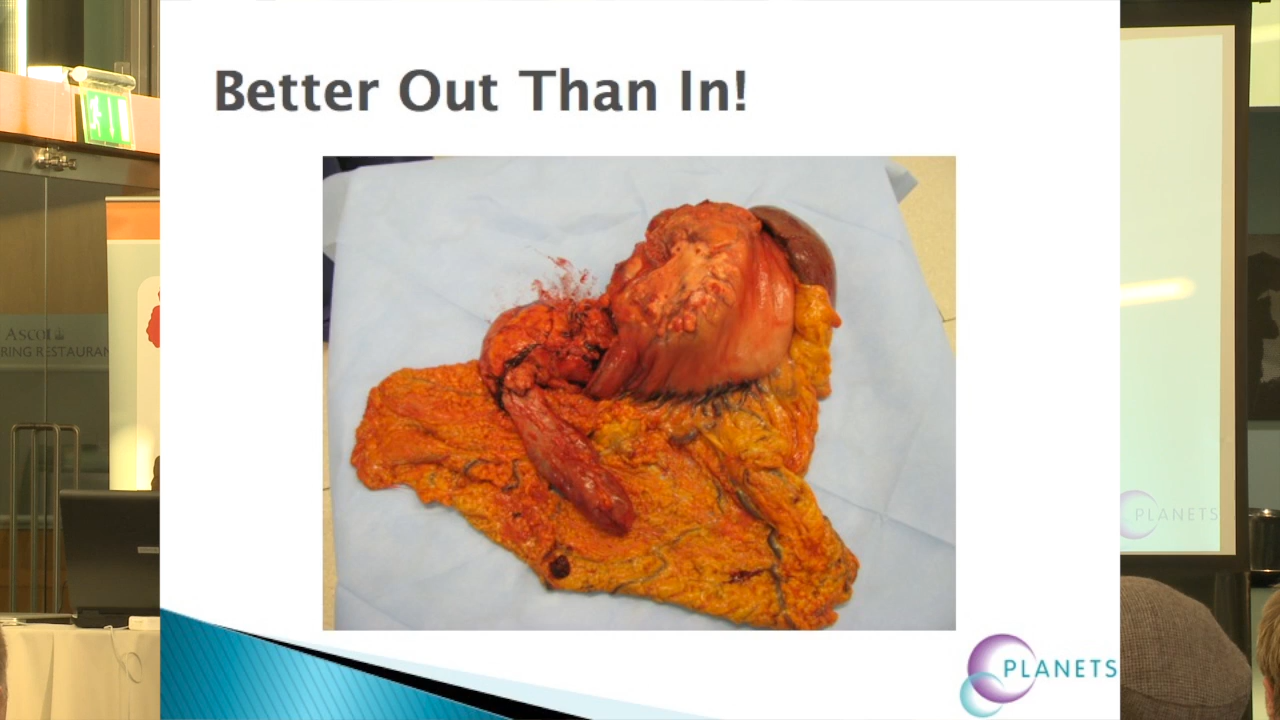 Better Out Than In!
PLANETS
ASCOT
RING RESTAURAN
PLANETS